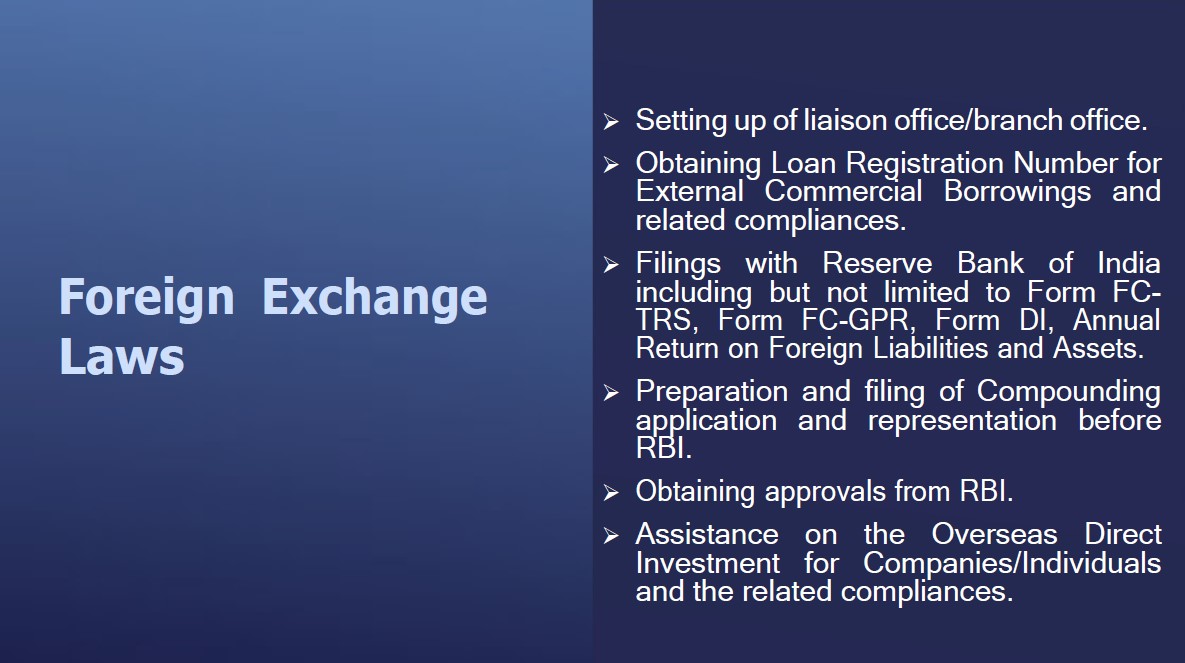 Foreign Exchange
Laws
➢ Setting up of liaison office/branch office.
➢ Obtaining Loan Registration Number for
External Commercial Borrowings and
related compliances.
➢ Filings with Reserve Bank of India
including but not limited to Form FC-
TRS, Form FC-GPR, Form DI, Annual
Return on Foreign Liabilities and Assets.
➢ Preparation and filing of Compounding
application and representation before
RBI.
➢ Obtaining approvals from RBI.
➢ Assistance on the Overseas Direct
Investment for Companies/Individuals
and the related compliances.